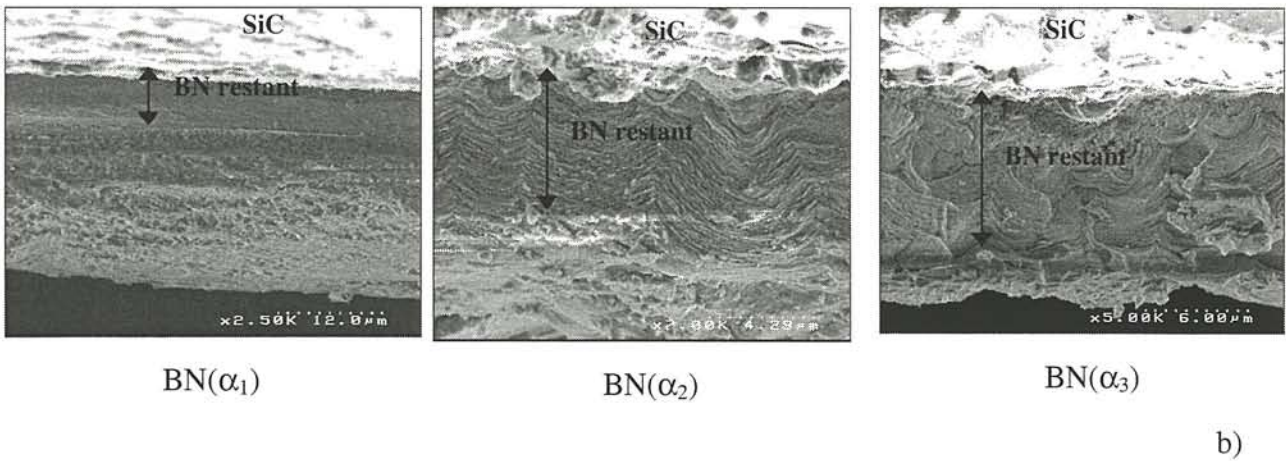 SiC
BN restant
x2.50K 12.0µm
SiC
BN restant
x7.00K 4.29µm
SiC
BN restant
x5.00K 6.00µm
BN(α₁)
BN(α₂)
BN(α₃)
b)